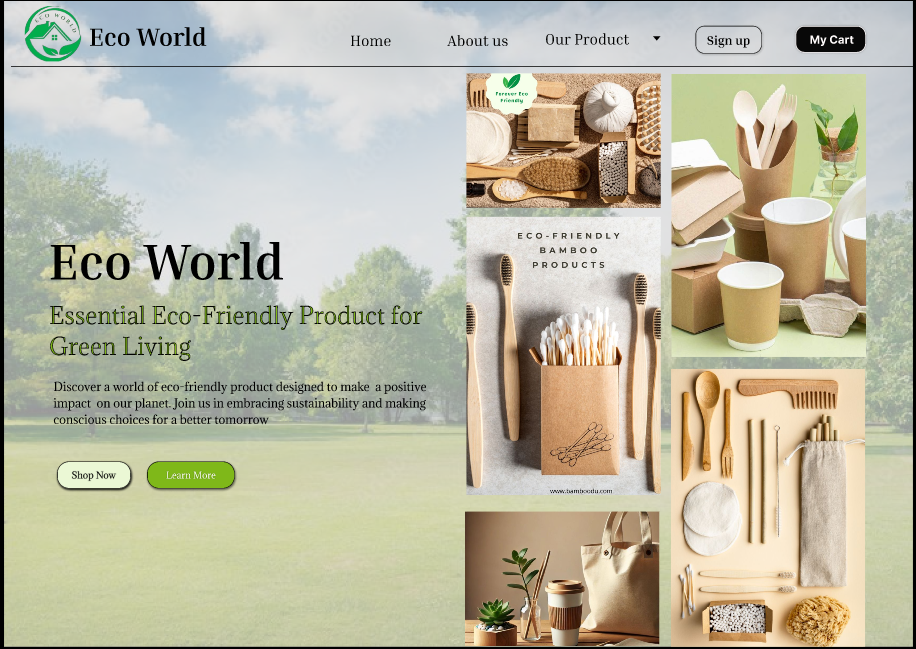 ECO WORLD
Eco World
Home
About us
Our Product
Sign up
My Cart
Forever Eco
Friendly
ECO-FRIENDLY
BAMBOO
PRODUCTS
Eco World
Essential Eco-Friendly Product for
Green Living
Discover a world of eco-friendly product designed to make a positive
impact on our planet. Join us in embracing sustainability and making
conscious choices for a better tomorrow
Shop Now
Learn More
www.bamboodu.com